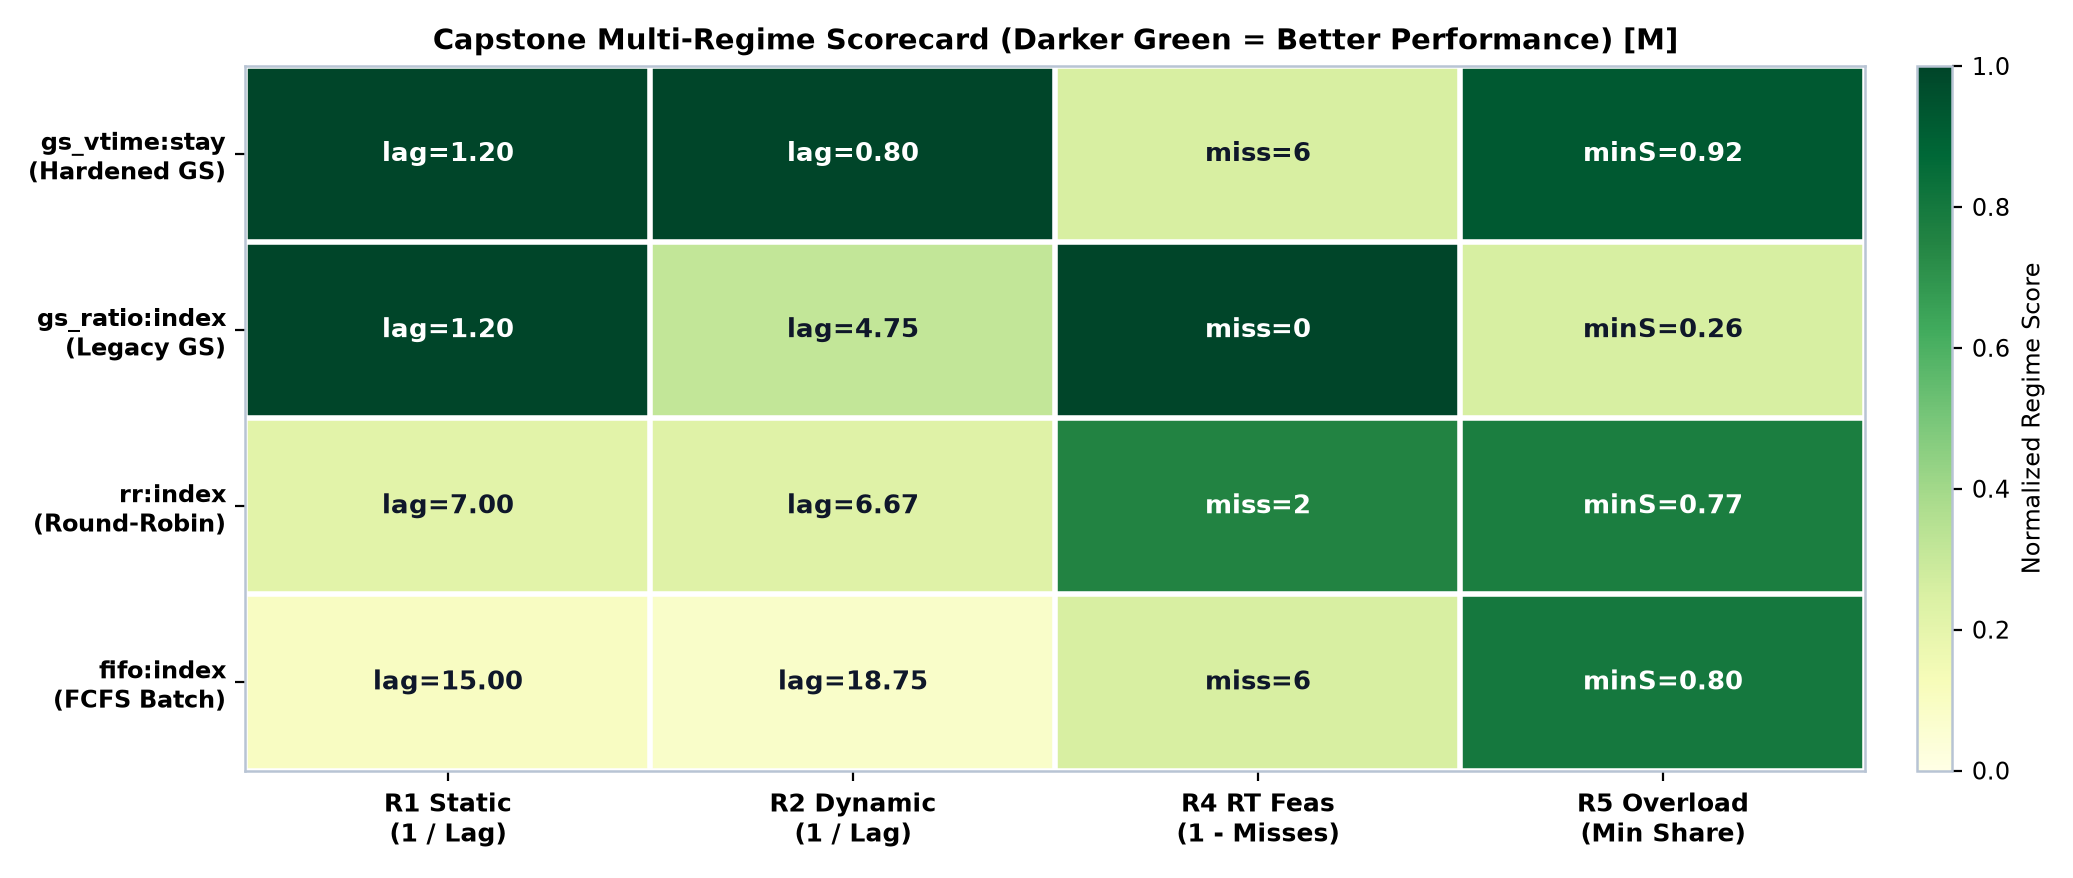 Capstone Multi-Regime Scorecard (Darker Green = Better Performance) [M]
gs_vtime:stay
(Hardened GS)
lag=1.20
lag=0.80
miss=6
minS=0.92
gs_ratio:index
(Legacy GS)
lag=1.20
lag=4.75
miss=0
minS=0.26
rr:index
(Round-Robin)
lag=7.00
lag=6.67
miss=2
minS=0.77
fifo:index
(FCFS Batch)
lag=15.00
lag=18.75
miss=6
minS=0.80
R1 Static
(1 / Lag)
R2 Dynamic
(1 / Lag)
R4 RT Feas
(1 - Misses)
R5 Overload
(Min Share)
1.0
0.8
0.6
0.4
0.2
0.0
Normalized Regime Score